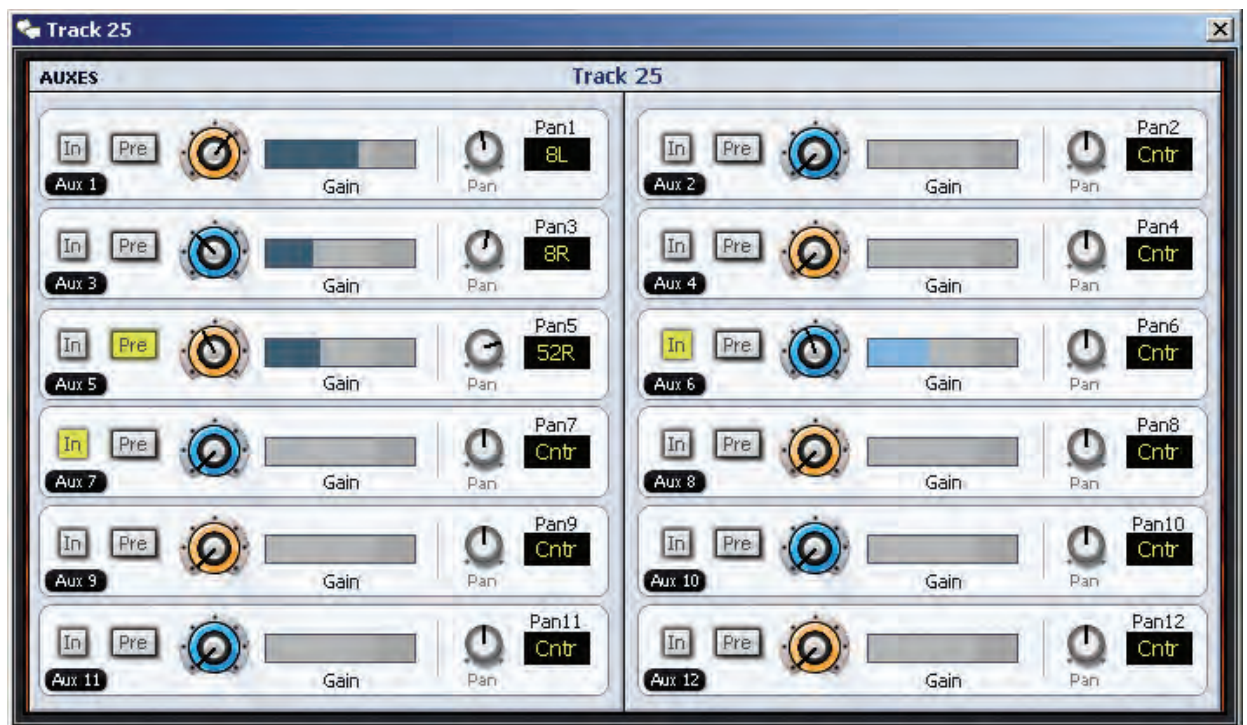 Track 25
AUXES Track 25
In Pre Pan1
8L
Aux 1 Gain Pan
In Pre Pan2
Cntr
Aux 2 Gain Pan
In Pre Pan3
8R
Aux 3 Gain Pan
In Pre Pan4
Cntr
Aux 4 Gain Pan
In Pre Pan5
52R
Aux 5 Gain Pan
In Pre Pan6
Cntr
Aux 6 Gain Pan
In Pre Pan7
Cntr
Aux 7 Gain Pan
In Pre Pan8
Cntr
Aux 8 Gain Pan
In Pre Pan9
Cntr
Aux 9 Gain Pan
In Pre Pan10
Cntr
Aux 10 Gain Pan
In Pre Pan11
Cntr
Aux 11 Gain Pan
In Pre Pan12
Cntr
Aux 12 Gain Pan